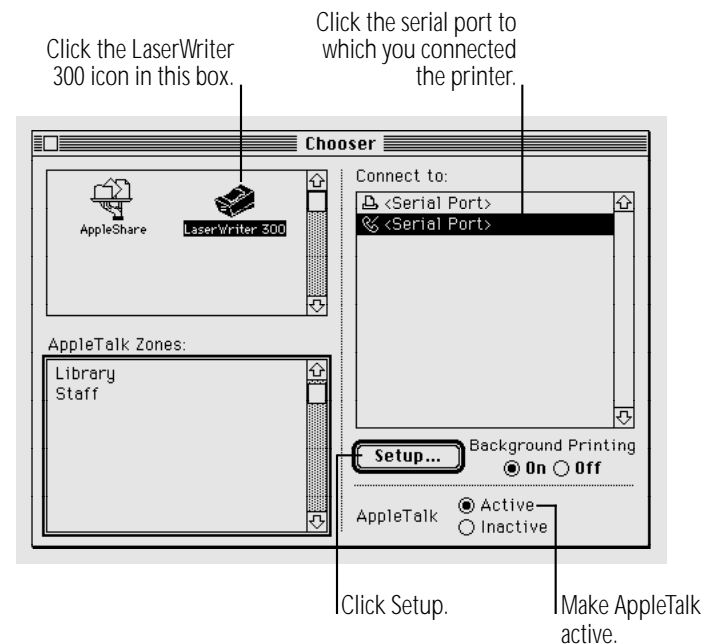 Click the serial port to
which you connected
the printer.
Click the LaserWriter
300 icon in this box.
Chooser
AppleShare
LaserWriter 300
Connect to:
<Serial Port>
<Serial Port>
AppleTalk Zones:
Library
Staff
Setup...
Background Printing
On Off
AppleTalk
Active
Inactive
Click Setup.
Make AppleTalk
active.